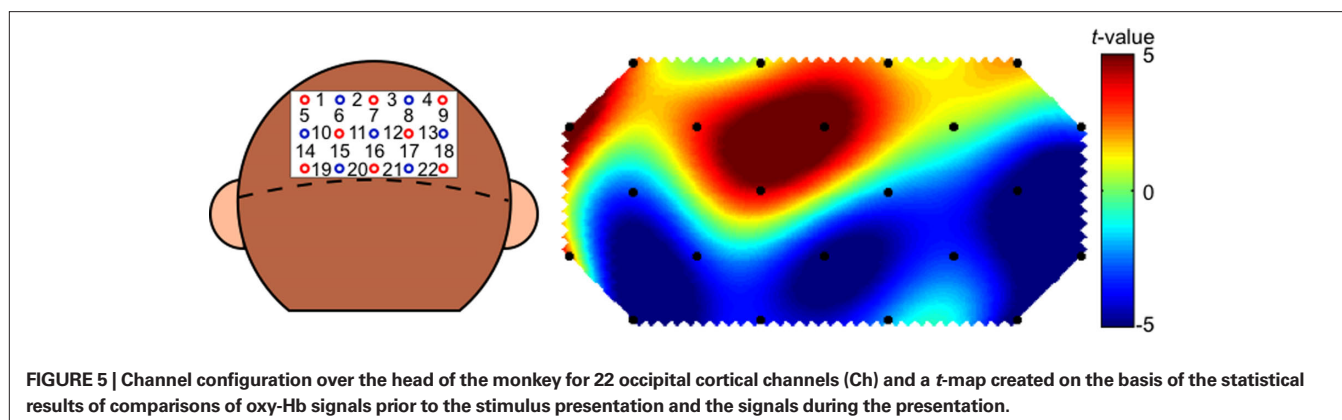 t-value
5
0
-5
1 2 3 4
5 6 7 8 9
10 11 12 13
14 15 16 17 18
19 20 21 22
FIGURE 5 | Channel configuration over the head of the monkey for 22 occipital cortical channels (Ch) and a t-map created on the basis of the statistical
results of comparisons of oxy-Hb signals prior to the stimulus presentation and the signals during the presentation.